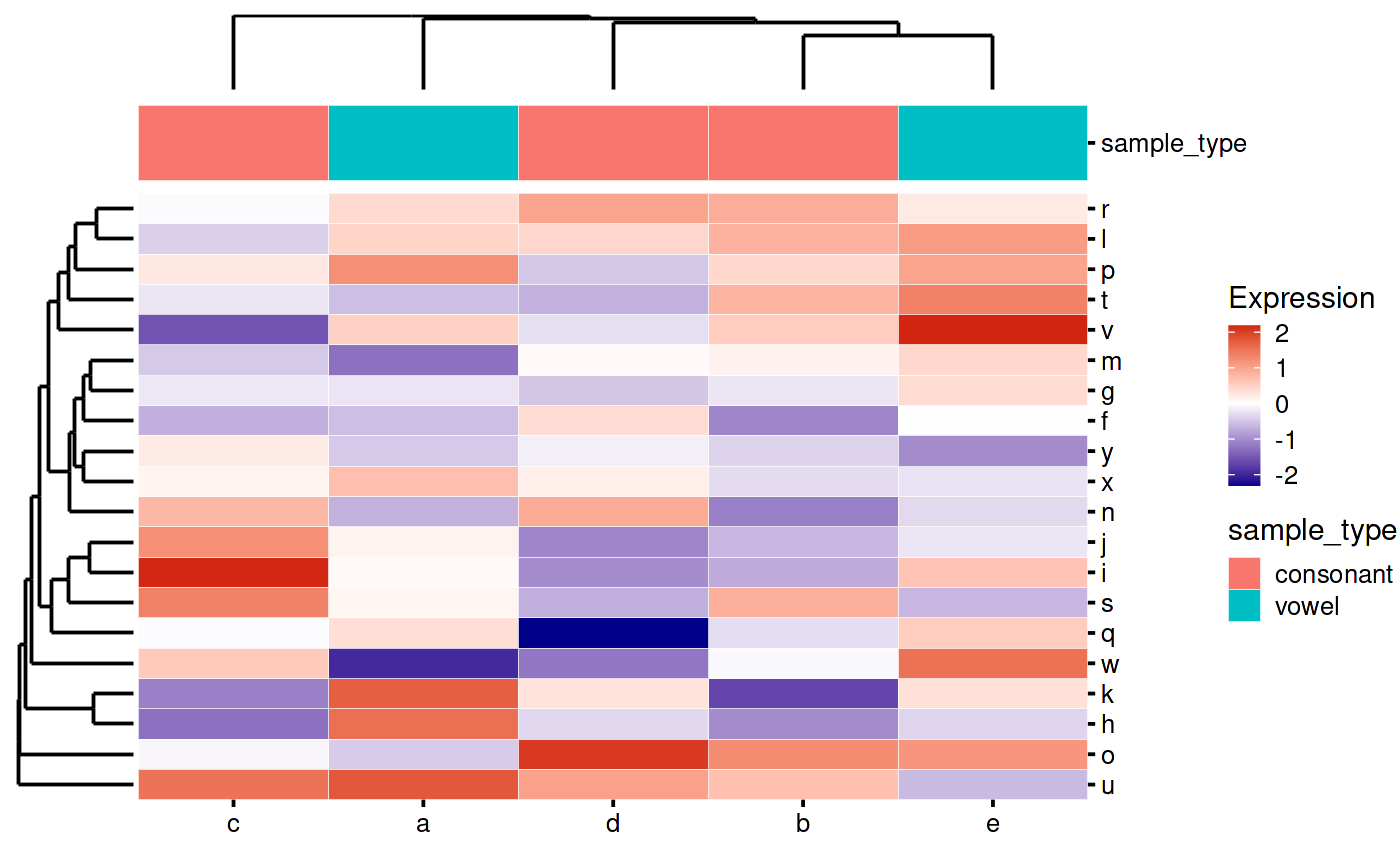 sample_type
r
l
p
t
v
m
g
f
y
x
n
j
i
s
q
w
k
h
o
u
c a d b e
Expression
2
1
0
-1
-2
sample_type
consonant
vowel